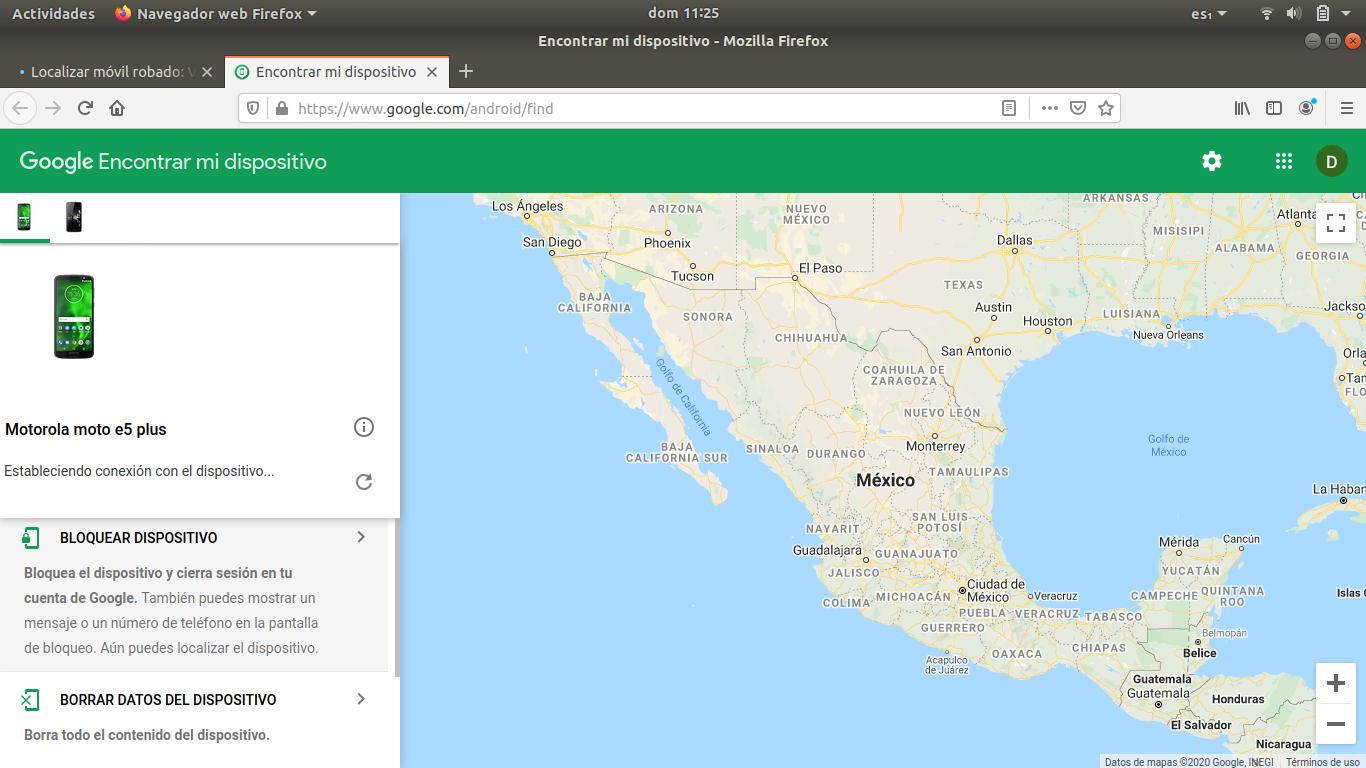 Actividades
Navegador web Firefox
dom 11:25
es₁
Encontrar mi dispositivo - Mozilla Firefox
Localizar móvil robado:
Encontrar mi dispositivo
https://www.google.com/android/find
Google Encontrar mi dispositivo
D
Motorola moto e5 plus
Estableciendo conexión con el dispositivo...
BLOQUEAR DISPOSITIVO
Bloquea el dispositivo y cierra sesión en tu
cuenta de Google. También puedes mostrar un
mensaje o un número de teléfono en la pantalla
de bloqueo. Aún puedes localizar el dispositivo.
BORRAR DATOS DEL DISPOSITIVO
Borra todo el contenido del dispositivo.
Los Ángeles
ARIZONA
NUEVO
MÉXICO
ARKANSAS
Atlanta
MISISIPI
San Diego
Phoenix
Dallas
ALABAMA
GEORGIA
Tucson
El Paso
TEXAS
BAJA
CALIFORNIA
SONORA
Austin
Houston
LUISIANA
Jackso
Nueva Orleans
CHIHUAHUA
San Antonio
Orla
Golfo de California
COAHUILA DE
ZARAGOZA
Tam
FLO
NUEVO LEÓN
Monterrey
Golfo de
México
BAJA
CALIFORNIA SUR
SINALOA
DURANGO
TAMAULIPAS
México
La Haban
SAN LUIS
POTOSÍ
NAYARIT
Guadalajara
GUANAJUATO
Mérida
Cancún
JALISCO
YUCATÁN
Ciudad de
México
COLIMA
MICHOACÁN
Veracruz
CAMPECHE
QUINTANA
ROO
Islas C
PUEBLA
VERACRUZ
TABASCO
GUERRERO
Belmopán
OAXACA
CHIAPAS
Belice
Acapulco
de Juárez
Guatemala
Guatemala
Honduras
El Salvador
Nicaragua
Datos de mapas ©2020 Google, INEGI
Términos de uso